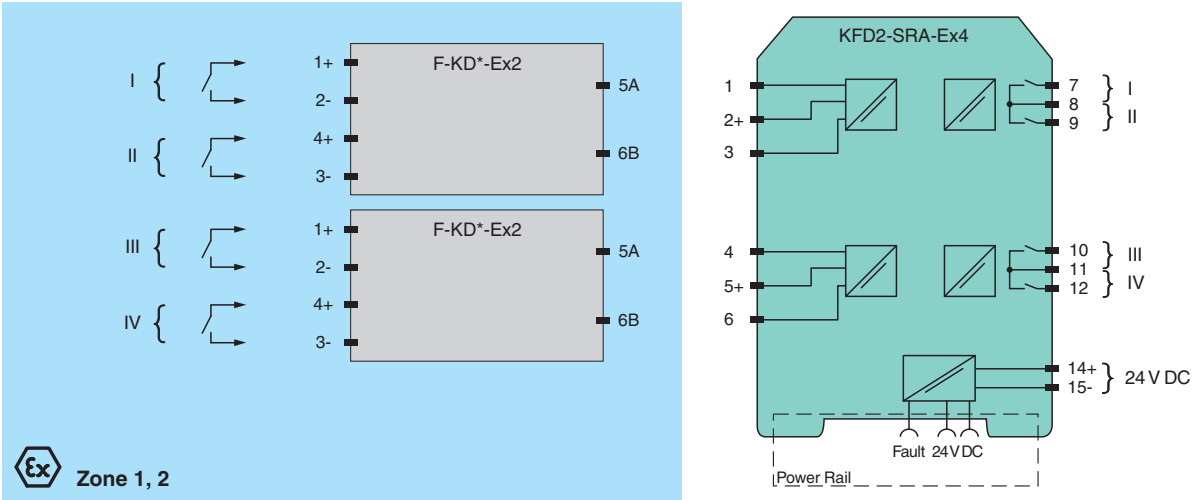 I
1+
2-
F-KD*-Ex2
5A
II
4+
3-
6B
III
1+
2-
F-KD*-Ex2
5A
IV
4+
3-
6B
Ex
Zone 1, 2
KFD2-SRA-Ex4
1
2+
3
7
8
9
I
II
4
5+
6
10
11
12
III
IV
14+
15-
24 V DC
Fault 24V DC
Power Rail